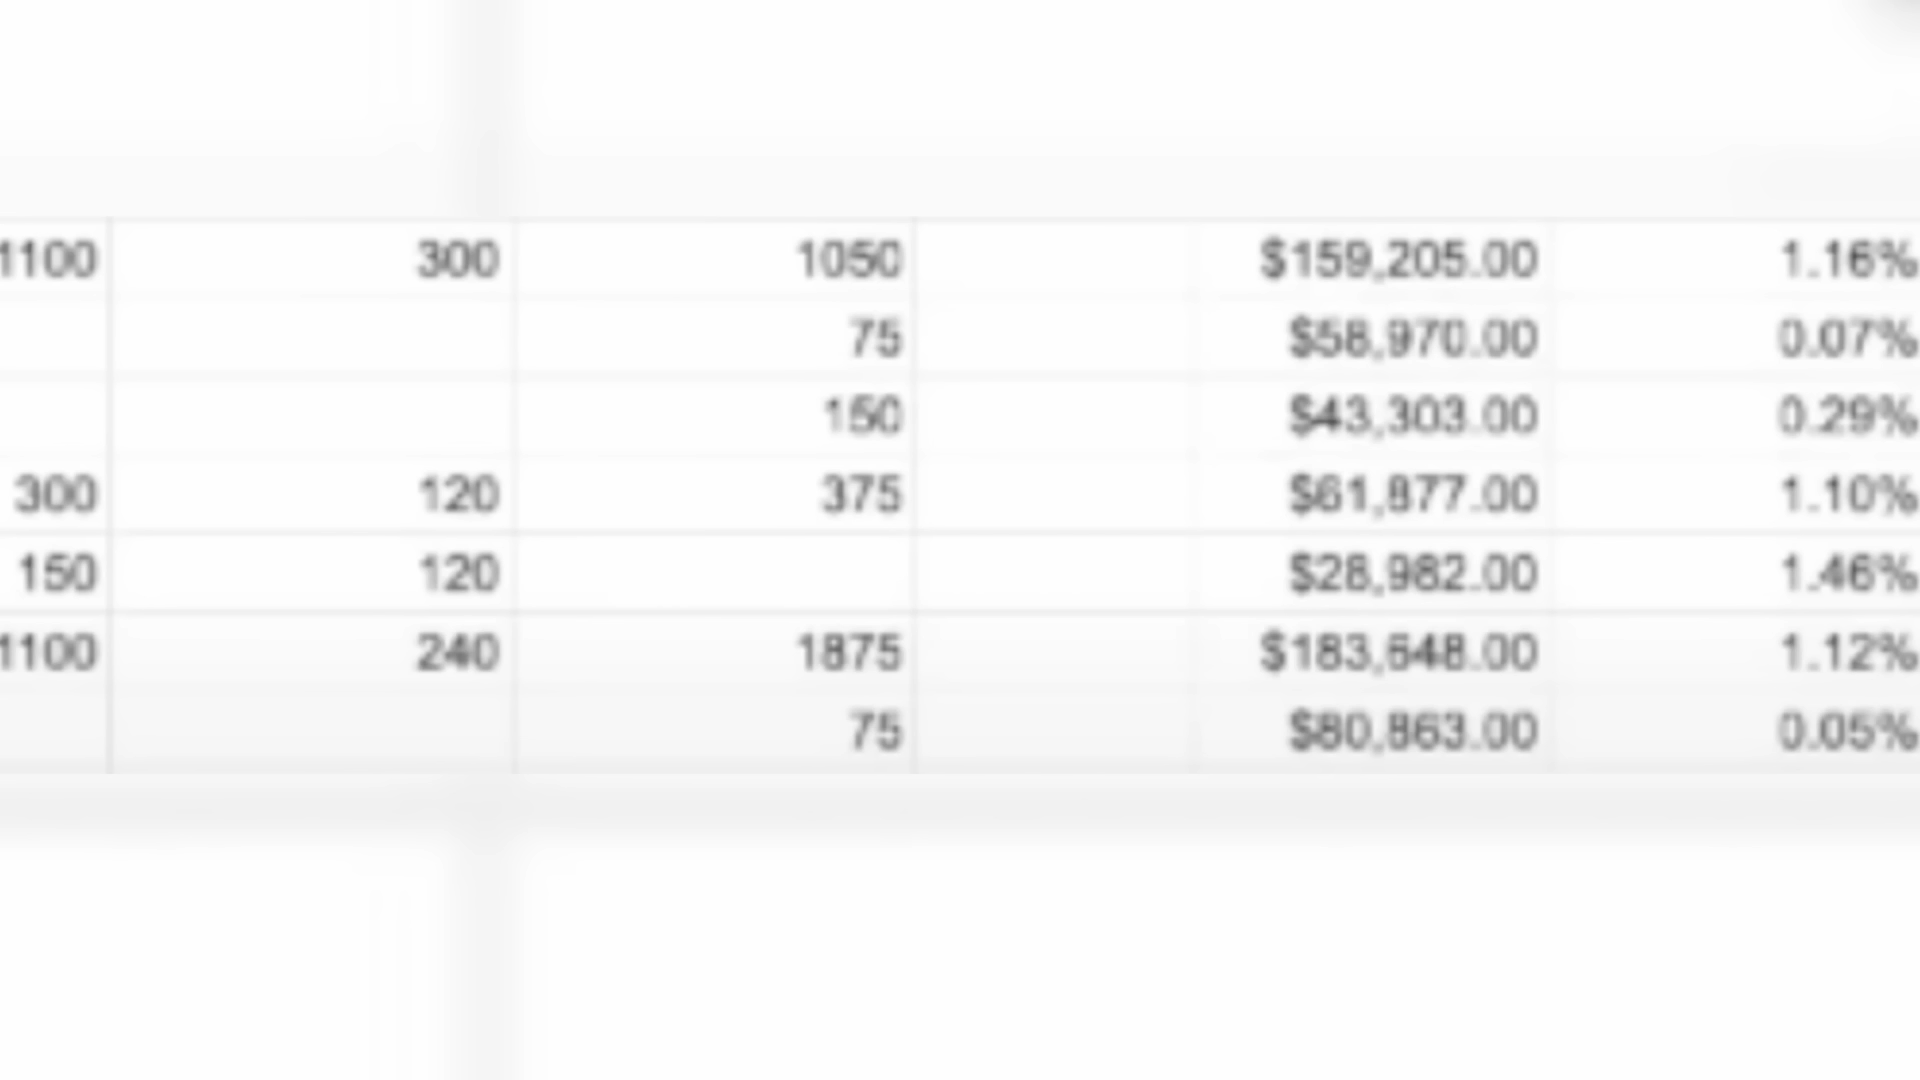 1100 300 1050 $159,205.00 1.16%
75 $58,970.00 0.07%
150 $43,303.00 0.29%
300 120 375 $61,877.00 1.10%
150 120 $28,982.00 1.46%
1100 240 1875 $183,648.00 1.12%
75 $80,863.00 0.05%